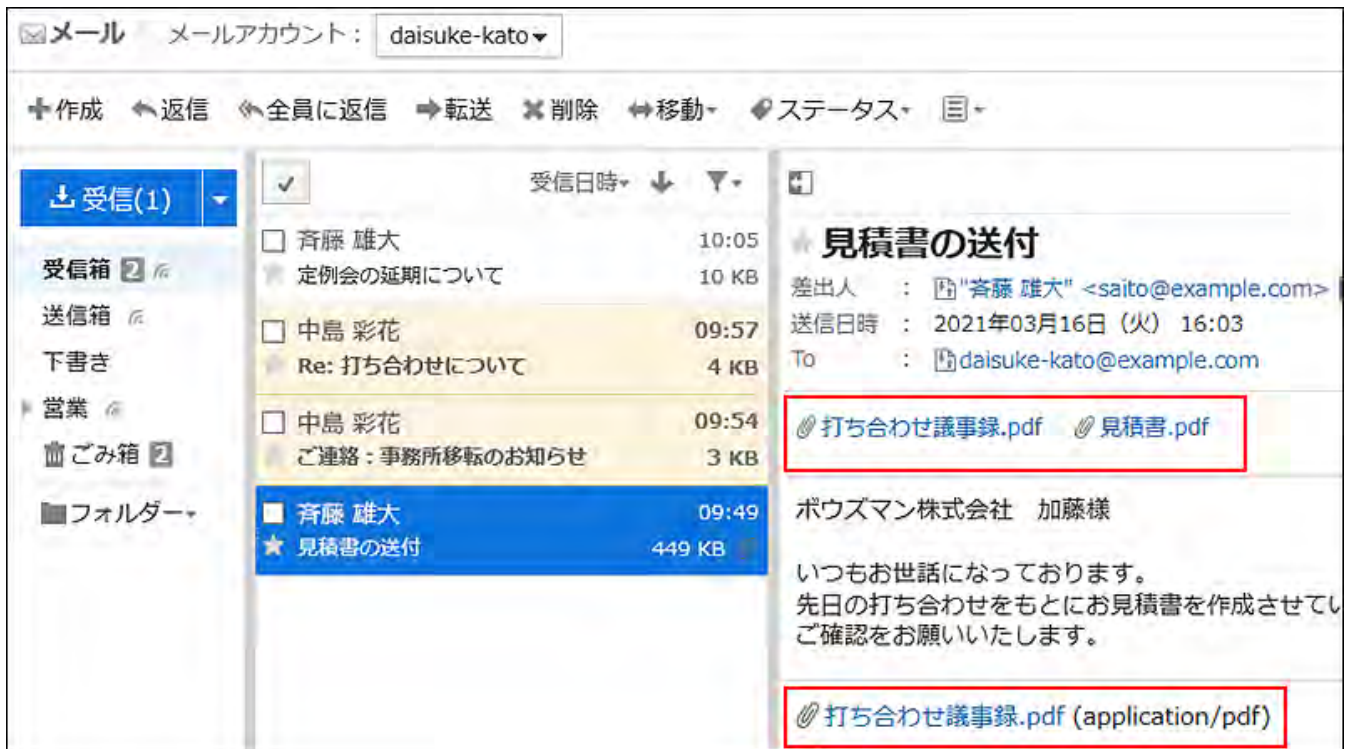 メール メールアカウント： daisuke-kato
作成 返信 全員に返信 転送 削除 移動 ステータス
受信(1)
受信箱 2
送信箱
下書き
営業
ごみ箱 2
フォルダー
受信日時
斉藤 雄大 10:05
定例会の延期について 10 KB
中島 彩花 09:57
Re: 打ち合わせについて 4 KB
中島 彩花 09:54
ご連絡：事務所移転のお知らせ 3 KB
斉藤 雄大 09:49
見積書の送付 449 KB
見積書の送付
差出人 ： "斉藤 雄大" <saito@example.com>
送信日時 ： 2021年03月16日（火） 16:03
To ： daisuke-kato@example.com
打ち合わせ議事録.pdf 見積書.pdf
ボウズマン株式会社　加藤様
いつもお世話になっております。
先日の打ち合わせをもとにお見積書を作成させてい
ご確認をお願いいたします。
打ち合わせ議事録.pdf (application/pdf)